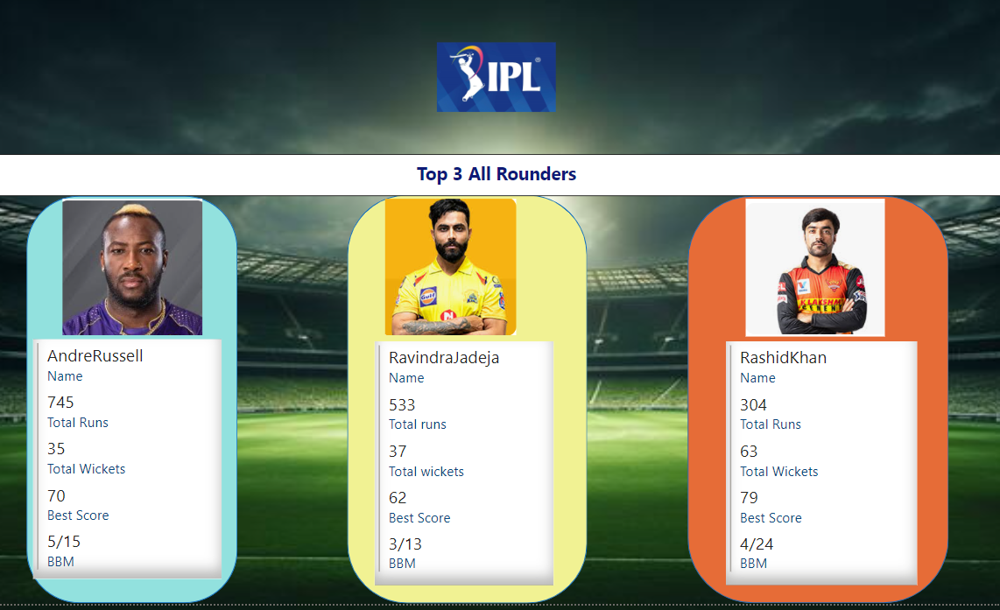 IPL
Top 3 All Rounders
AndreRussell
Name
745
Total Runs
35
Total Wickets
70
Best Score
5/15
BBM
Gulf
RavindraJadeja
Name
533
Total runs
37
Total wickets
62
Best Score
3/13
BBM
RashidKhan
Name
304
Total Runs
63
Total Wickets
79
Best Score
4/24
BBM